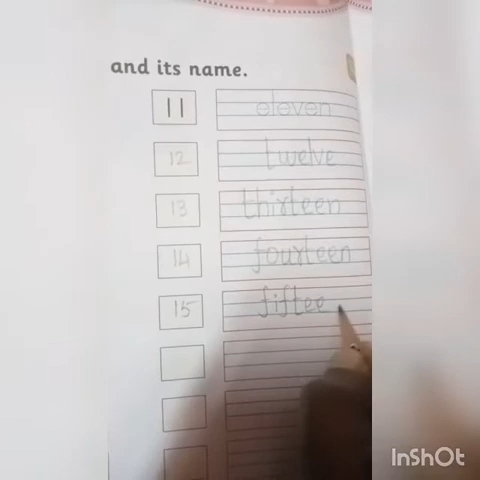 and its name.
11 eleven
12 twelve
13 thirteen
14 fourteen
15 fiftee
InShOt